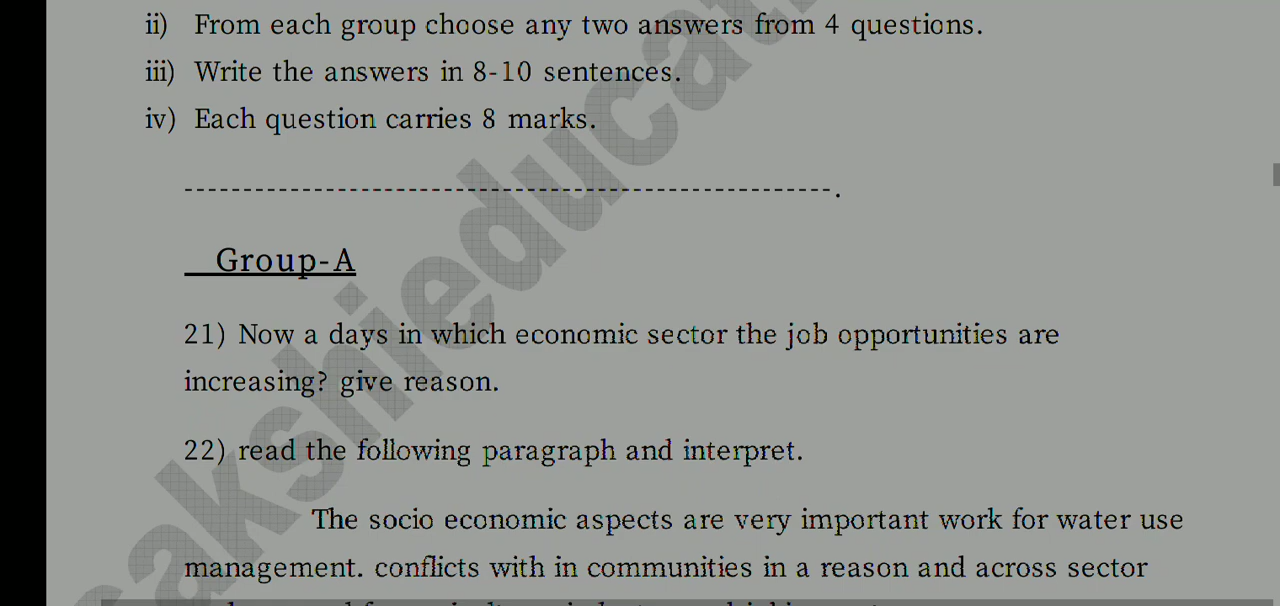 ii) From each group choose any two answers from 4 questions.
iii) Write the answers in 8-10 sentences.
iv) Each question carries 8 marks.
-------------------------------------------------------.
Group-A
21) Now a days in which economic sector the job opportunities are
increasing? give reason.
22) read the following paragraph and interpret.
The socio economic aspects are very important work for water use
management. conflicts with in communities in a reason and across sector
sakshieducati